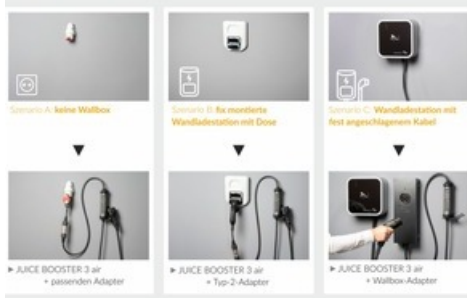 Szenario A: keine Wallbox
Szenario B: fix montierte
Wandladestation mit Dose
Szenario C: Wandladestation mit
fest angeschlagenem Kabel
▶ JUICE BOOSTER 3 air
+ passenden Adapter
▶ JUICE BOOSTER 3 air
+ Typ-2-Adapter
▶ JUICE BOOSTER 3 air
+ Wallbox-Adapter